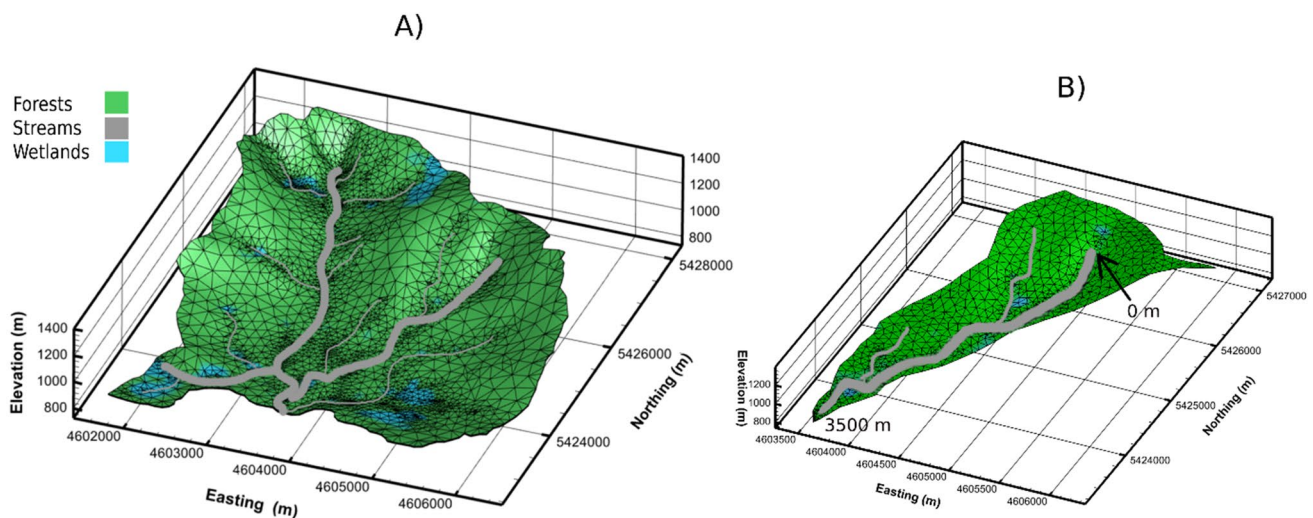 A)
Forests
Streams
Wetlands
1400
1200
1000
800
5428000
5426000
5424000
Northing (m)
Elevation (m)
1400
1200
1000
800
4602000
4603000
4604000
4605000
4606000
Easting (m)
B)
0 m
3500 m
5427000
5426000
5425000
5424000
Northing (m)
Elevation (m)
1200
1000
800
4603500
4604000
4604500
4605000
4605500
4606000
Easting (m)